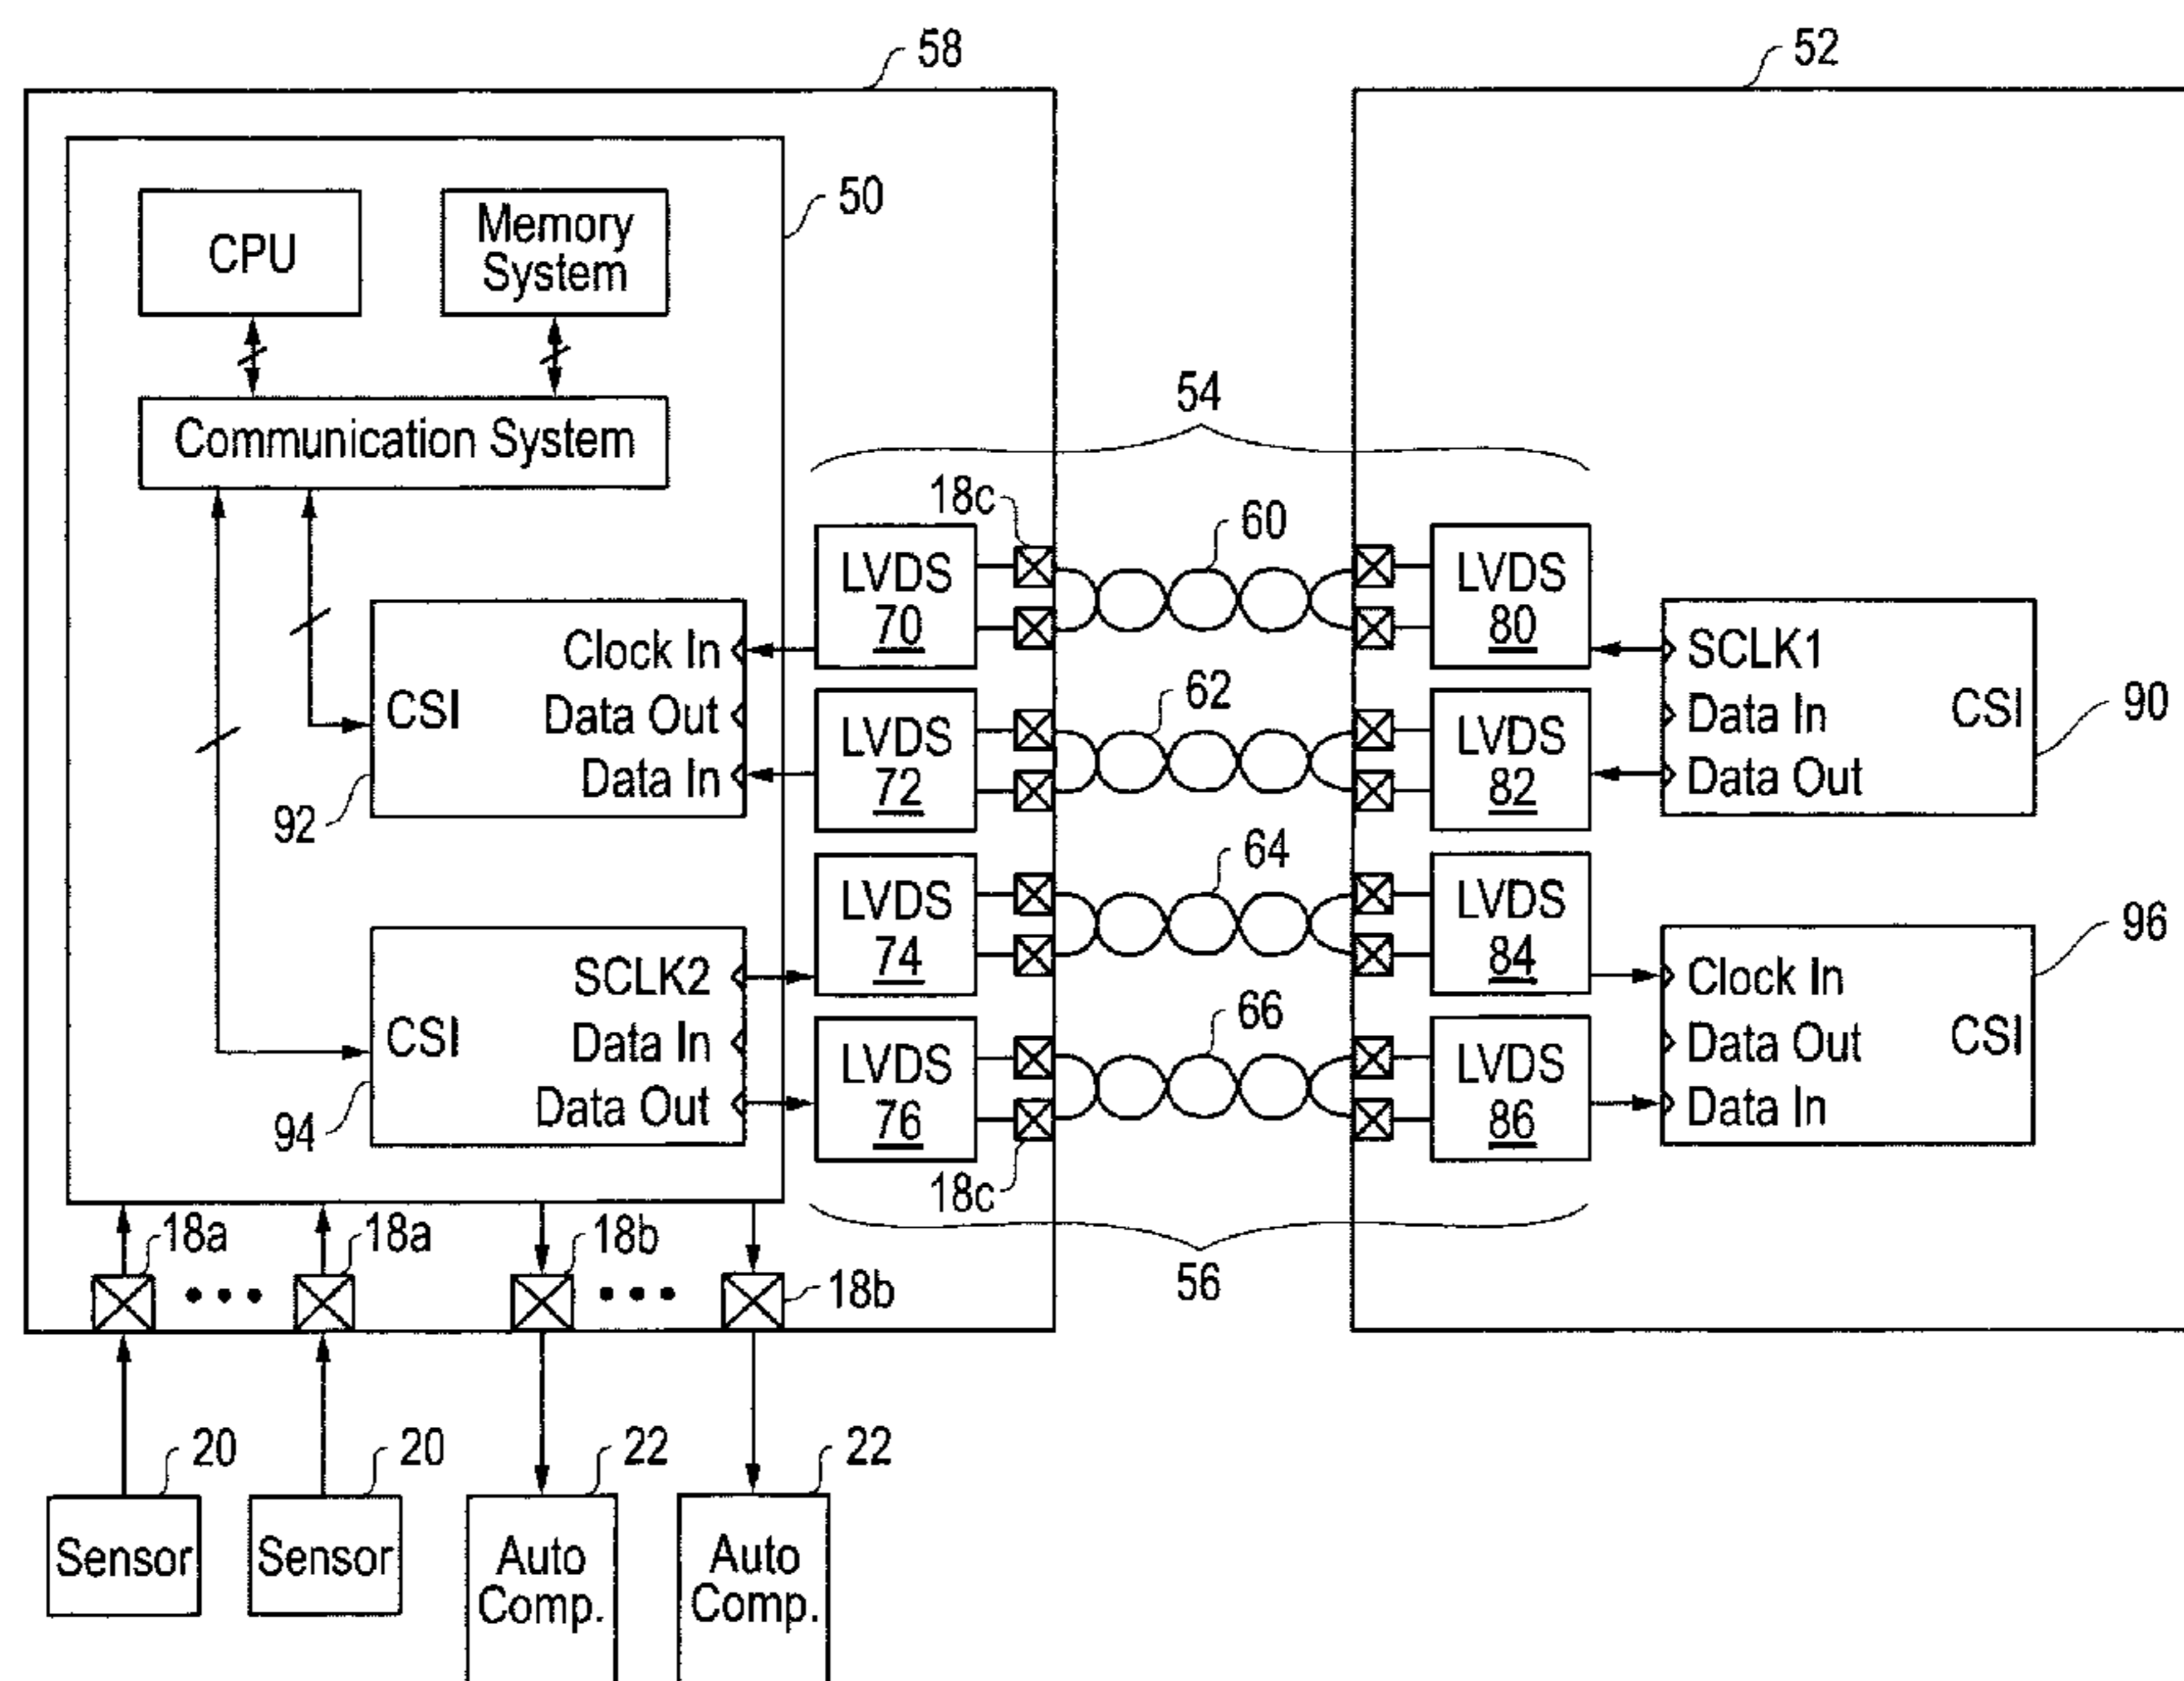 58
52
50
CPU
Memory
System
Communication System
54
18c
60
LVDS
70
LVDS
80
Clock In
Data Out
Data In
CSI
92
62
LVDS
72
LVDS
82
SCLK1
Data In
Data Out
CSI
90
64
LVDS
74
LVDS
84
96
SCLK2
Data In
Data Out
CSI
94
66
LVDS
76
LVDS
86
Clock In
Data Out
Data In
CSI
18c
18a
18a
18b
18b
56
20
20
22
22
Sensor
Sensor
Auto
Comp.
Auto
Comp.